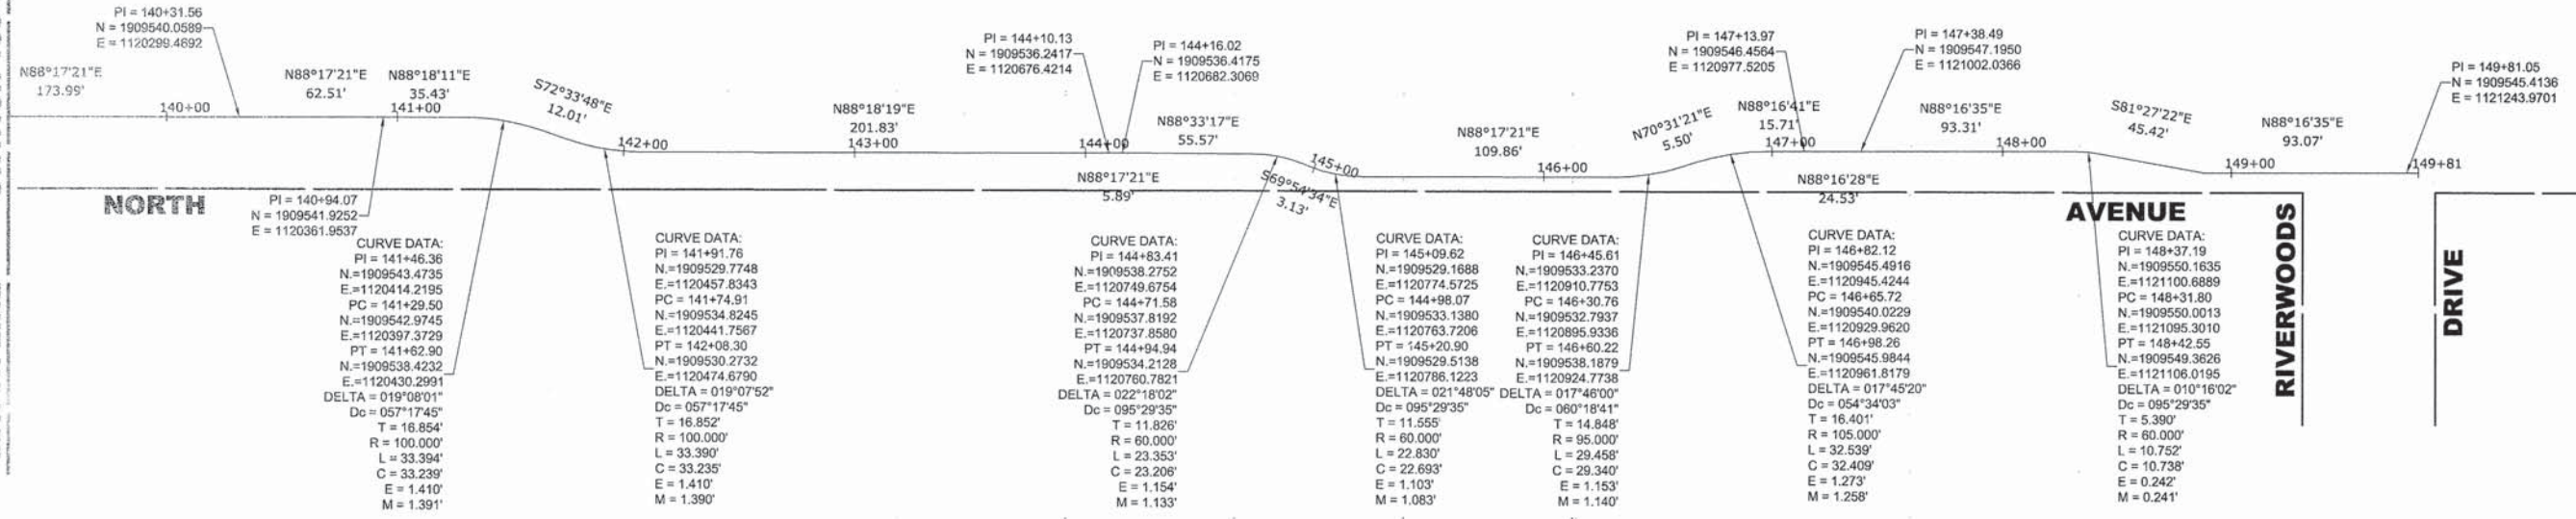 PI = 140+31.56
N = 1909540.0589
E = 1120299.4692
N88°17'21"E
173.99'
140+00
N88°17'21"E
62.51'
N88°18'11"E
35.43'
141+00
S72°33'48"E
12.01'
142+00
N88°18'19"E
201.83'
143+00
PI = 144+10.13
N = 1909536.2417
E = 1120676.4214
PI = 144+16.02
N = 1909536.4175
E = 1120682.3069
144+00
N88°33'17"E
55.57'
N88°17'21"E
5.89'
S69°54'34"E
3.13'
145+00
N88°17'21"E
109.86'
146+00
N70°31'21"E
5.50'
PI = 147+13.97
N = 1909546.4564
E = 1120977.5205
N88°16'41"E
15.71'
147+00
PI = 147+38.49
N = 1909547.1950
E = 1121002.0366
N88°16'28"E
24.53'
N88°16'35"E
93.31'
148+00
S81°27'22"E
45.42'
N88°16'35"E
93.07'
149+00
149+81
PI = 149+81.05
N = 1909545.4136
E = 1121243.9701
NORTH
AVENUE
RIVERWOODS
DRIVE
PI = 140+94.07
N = 1909541.9252
E = 1120361.9537
CURVE DATA:
PI = 141+46.36
N.=1909543.4735
E.=1120414.2195
PC = 141+29.50
N.=1909542.9745
E.=1120397.3729
PT = 141+62.90
N.=1909538.4232
E.=1120430.2991
DELTA = 019°08'01"
Dc = 057°17'45"
T = 16.854'
R = 100.000'
L = 33.394'
C = 33.239'
E = 1.410'
M = 1.391'
CURVE DATA:
PI = 141+91.76
N.=1909529.7748
E.=1120457.8343
PC = 141+74.91
N.=1909534.8245
E.=1120441.7567
PT = 142+08.30
N.=1909530.2732
E.=1120474.6790
DELTA = 019°07'52"
Dc = 057°17'45"
T = 16.852'
R = 100.000'
L = 33.390'
C = 33.235'
E = 1.410'
M = 1.390'
CURVE DATA:
PI = 144+83.41
N.=1909538.2752
E.=1120749.6754
PC = 144+71.58
N.=1909537.8192
E.=1120737.8580
PT = 144+94.94
N.=1909534.2128
E.=1120760.7821
DELTA = 022°18'02"
Dc = 095°29'35"
T = 11.826'
R = 60.000'
L = 23.353'
C = 23.206'
E = 1.154'
M = 1.133'
CURVE DATA:
PI = 145+09.62
N.=1909529.1688
E.=1120774.5725
PC = 144+98.07
N.=1909533.1380
E.=1120763.7206
PT = 145+20.90
N.=1909529.5138
E.=1120786.1223
DELTA = 021°48'05"
Dc = 095°29'35"
T = 11.555'
R = 60.000'
L = 22.830'
C = 22.693'
E = 1.103'
M = 1.083'
CURVE DATA:
PI = 146+45.61
N.=1909533.2370
E.=1120910.7753
PC = 146+30.76
N.=1909532.7937
E.=1120895.9336
PT = 146+60.22
N.=1909538.1879
E.=1120924.7738
DELTA = 017°46'00"
Dc = 060°18'41"
T = 14.848'
R = 95.000'
L = 29.458'
C = 29.340'
E = 1.153'
M = 1.140'
CURVE DATA:
PI = 146+82.12
N.=1909545.4916
E.=1120945.4244
PC = 146+65.72
N.=1909540.0229
E.=1120929.9620
PT = 146+98.26
N.=1909545.9844
E.=1120961.8179
DELTA = 017°45'20"
Dc = 054°34'03"
T = 16.401'
R = 105.000'
L = 32.539'
C = 32.409'
E = 1.273'
M = 1.258'
CURVE DATA:
PI = 148+37.19
N.=1909550.1635
E.=1121100.6889
PC = 148+31.80
N.=1909550.0013
E.=1121095.3010
PT = 148+42.55
N.=1909549.3626
E.=1121106.0195
DELTA = 010°16'02"
Dc = 095°29'35"
T = 5.390'
R = 60.000'
L = 10.752'
C = 10.738'
E = 0.242'
M = 0.241'